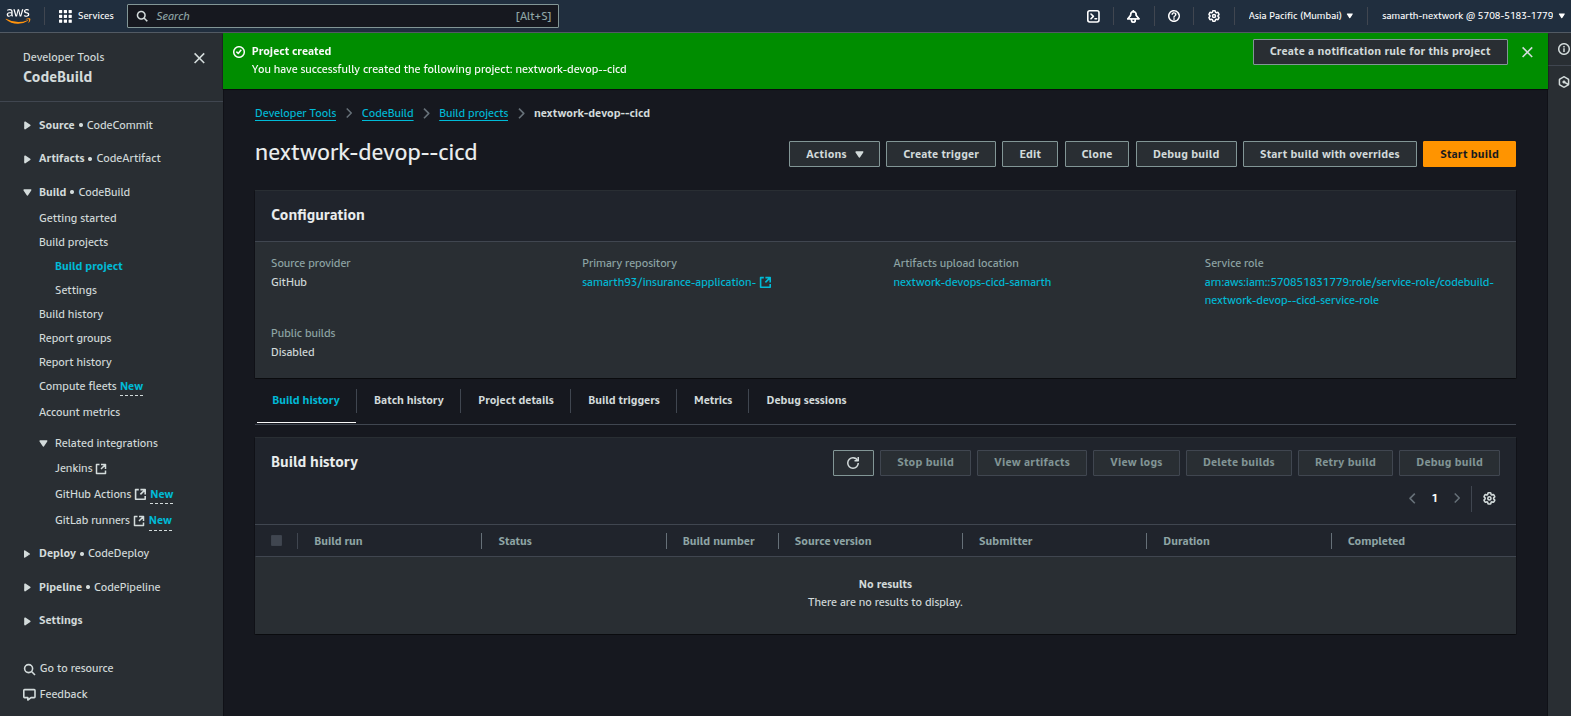 aws
Services
Search
[Alt+S]
Asia Pacific (Mumbai)
samarth-nextwork @ 5708-5183-1779
Developer Tools
CodeBuild
Source • CodeCommit
Artifacts • CodeArtifact
Build • CodeBuild
Getting started
Build projects
Build project
Settings
Build history
Report groups
Report history
Compute fleets New
Account metrics
Related integrations
Jenkins
GitHub Actions New
GitLab runners New
Deploy • CodeDeploy
Pipeline • CodePipeline
Settings
Go to resource
Feedback
Project created
You have successfully created the following project: nextwork-devop--cicd
Create a notification rule for this project
Developer Tools > CodeBuild > Build projects > nextwork-devop--cicd
nextwork-devop--cicd
Actions
Create trigger
Edit
Clone
Debug build
Start build with overrides
Start build
Configuration
Source provider
GitHub
Primary repository
samarth93/insurance-application-
Artifacts upload location
nextwork-devops-cicd-samarth
Service role
arn:aws:iam::570851831779:role/service-role/codebuild-
nextwork-devop--cicd-service-role
Public builds
Disabled
Build history
Batch history
Project details
Build triggers
Metrics
Debug sessions
Build history
Stop build
View artifacts
View logs
Delete builds
Retry build
Debug build
1
Build run
Status
Build number
Source version
Submitter
Duration
Completed
No results
There are no results to display.